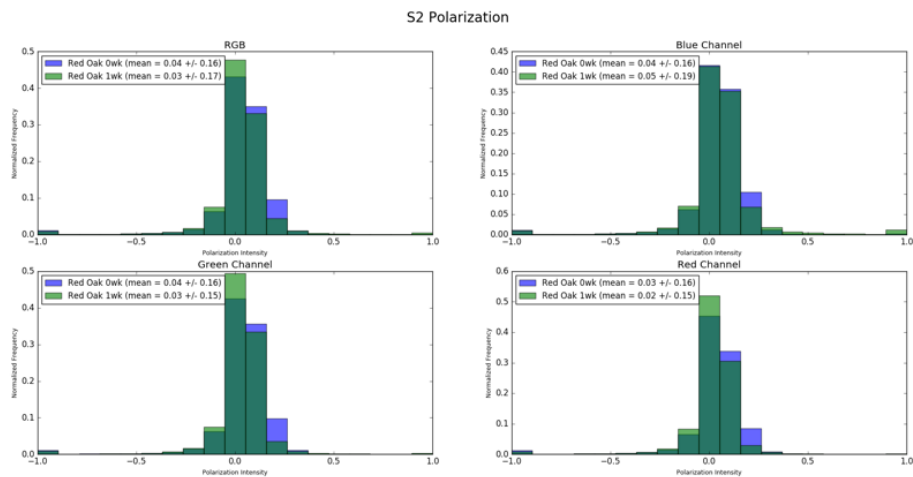 S2 Polarization
RGB
Red Oak 0wk (mean = 0.04 +/- 0.16)
Red Oak 1wk (mean = 0.03 +/- 0.17)
Normalized Frequency
0.5
0.4
0.3
0.2
0.1
0.0
−1.0 −0.5 0.0 0.5 1.0
Polarization Intensity
Blue Channel
Red Oak 0wk (mean = 0.04 +/- 0.16)
Red Oak 1wk (mean = 0.05 +/- 0.19)
Normalized Frequency
0.45
0.40
0.35
0.30
0.25
0.20
0.15
0.10
0.05
0.00
−1.0 −0.5 0.0 0.5 1.0
Polarization Intensity
Green Channel
Red Oak 0wk (mean = 0.04 +/- 0.16)
Red Oak 1wk (mean = 0.03 +/- 0.15)
Normalized Frequency
0.5
0.4
0.3
0.2
0.1
0.0
−1.0 −0.5 0.0 0.5 1.0
Polarization Intensity
Red Channel
Red Oak 0wk (mean = 0.03 +/- 0.16)
Red Oak 1wk (mean = 0.02 +/- 0.15)
Normalized Frequency
0.6
0.5
0.4
0.3
0.2
0.1
0.0
−1.0 −0.5 0.0 0.5 1.0
Polarization Intensity